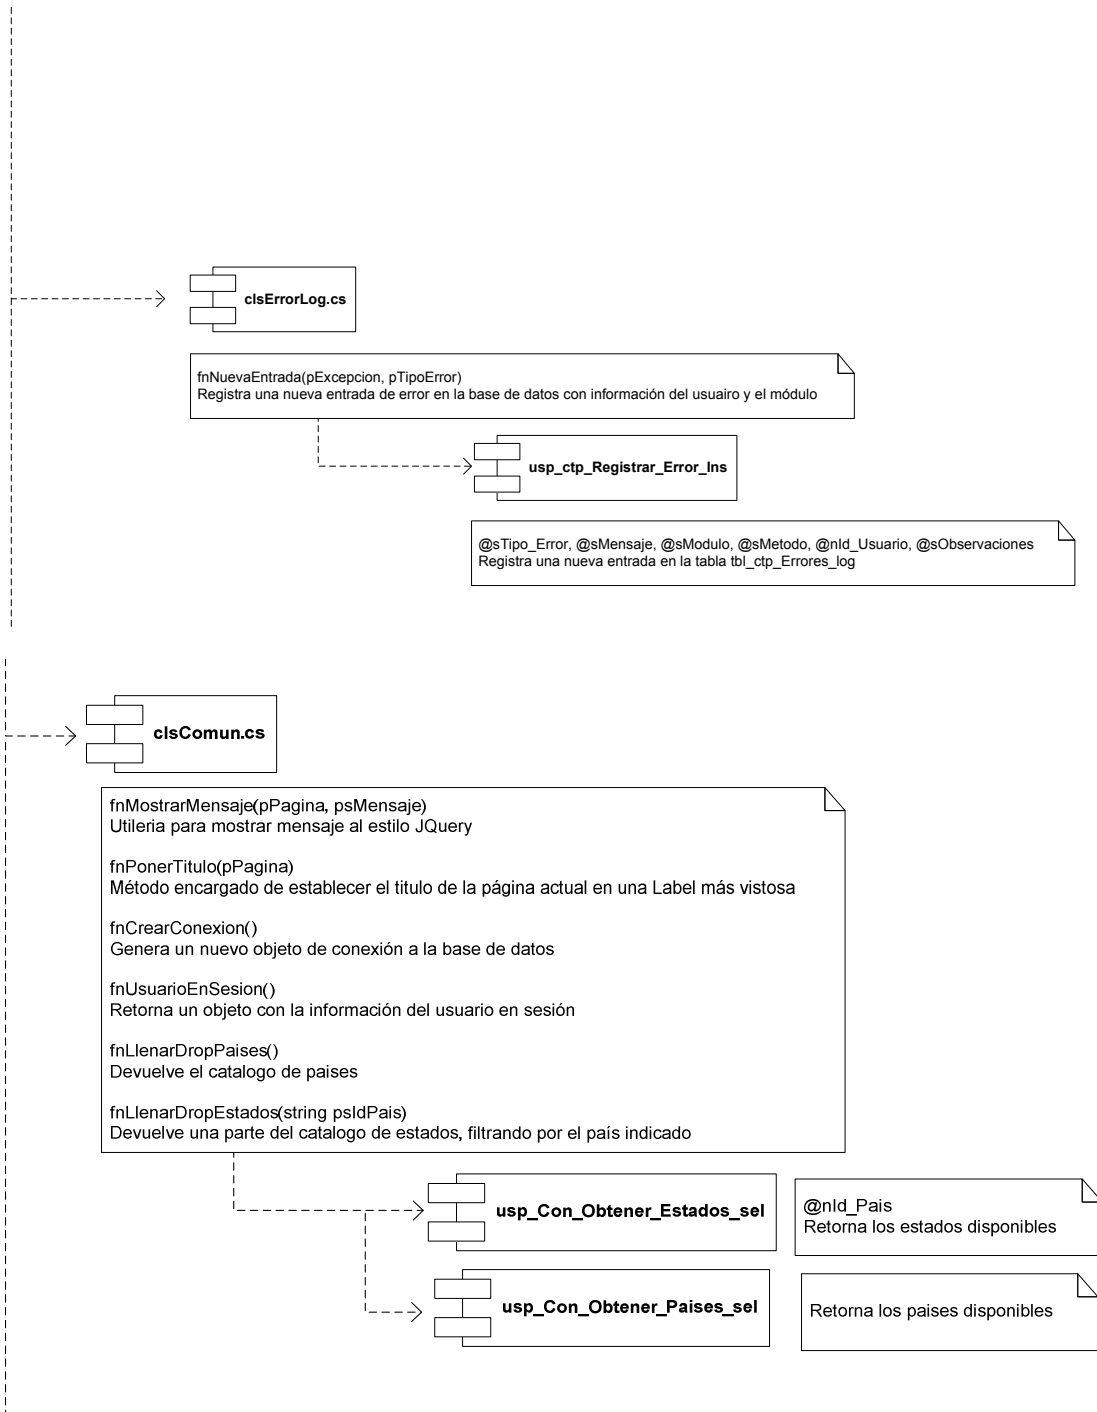 clsErrorLog.cs
fnNuevaEntrada(pExcepcion, pTipoError)
Registra una nueva entrada de error en la base de datos con información del usuairo y el módulo
usp_ctp_Registrar_Error_Ins
@sTipo_Error, @sMensaje, @sModulo, @sMetodo, @nId_Usuario, @sObservaciones
Registra una nueva entrada en la tabla tbl_ctp_Errores_log
clsComun.cs
fnMostrarMensaje(pPagina, psMensaje)
Utileria para mostrar mensaje al estilo JQuery
fnPonerTitulo(pPagina)
Método encargado de establecer el titulo de la página actual en una Label más vistosa
fnCrearConexion()
Genera un nuevo objeto de conexión a la base de datos
fnUsuarioEnSesion()
Retorna un objeto con la información del usuario en sesión
fnLlenarDropPaises()
Devuelve el catalogo de paises
fnLlenarDropEstados(string psIdPais)
Devuelve una parte del catalogo de estados, filtrando por el país indicado
usp_Con_Obtener_Estados_sel
@nId_Pais
Retorna los estados disponibles
usp_Con_Obtener_Paises_sel
Retorna los paises disponibles